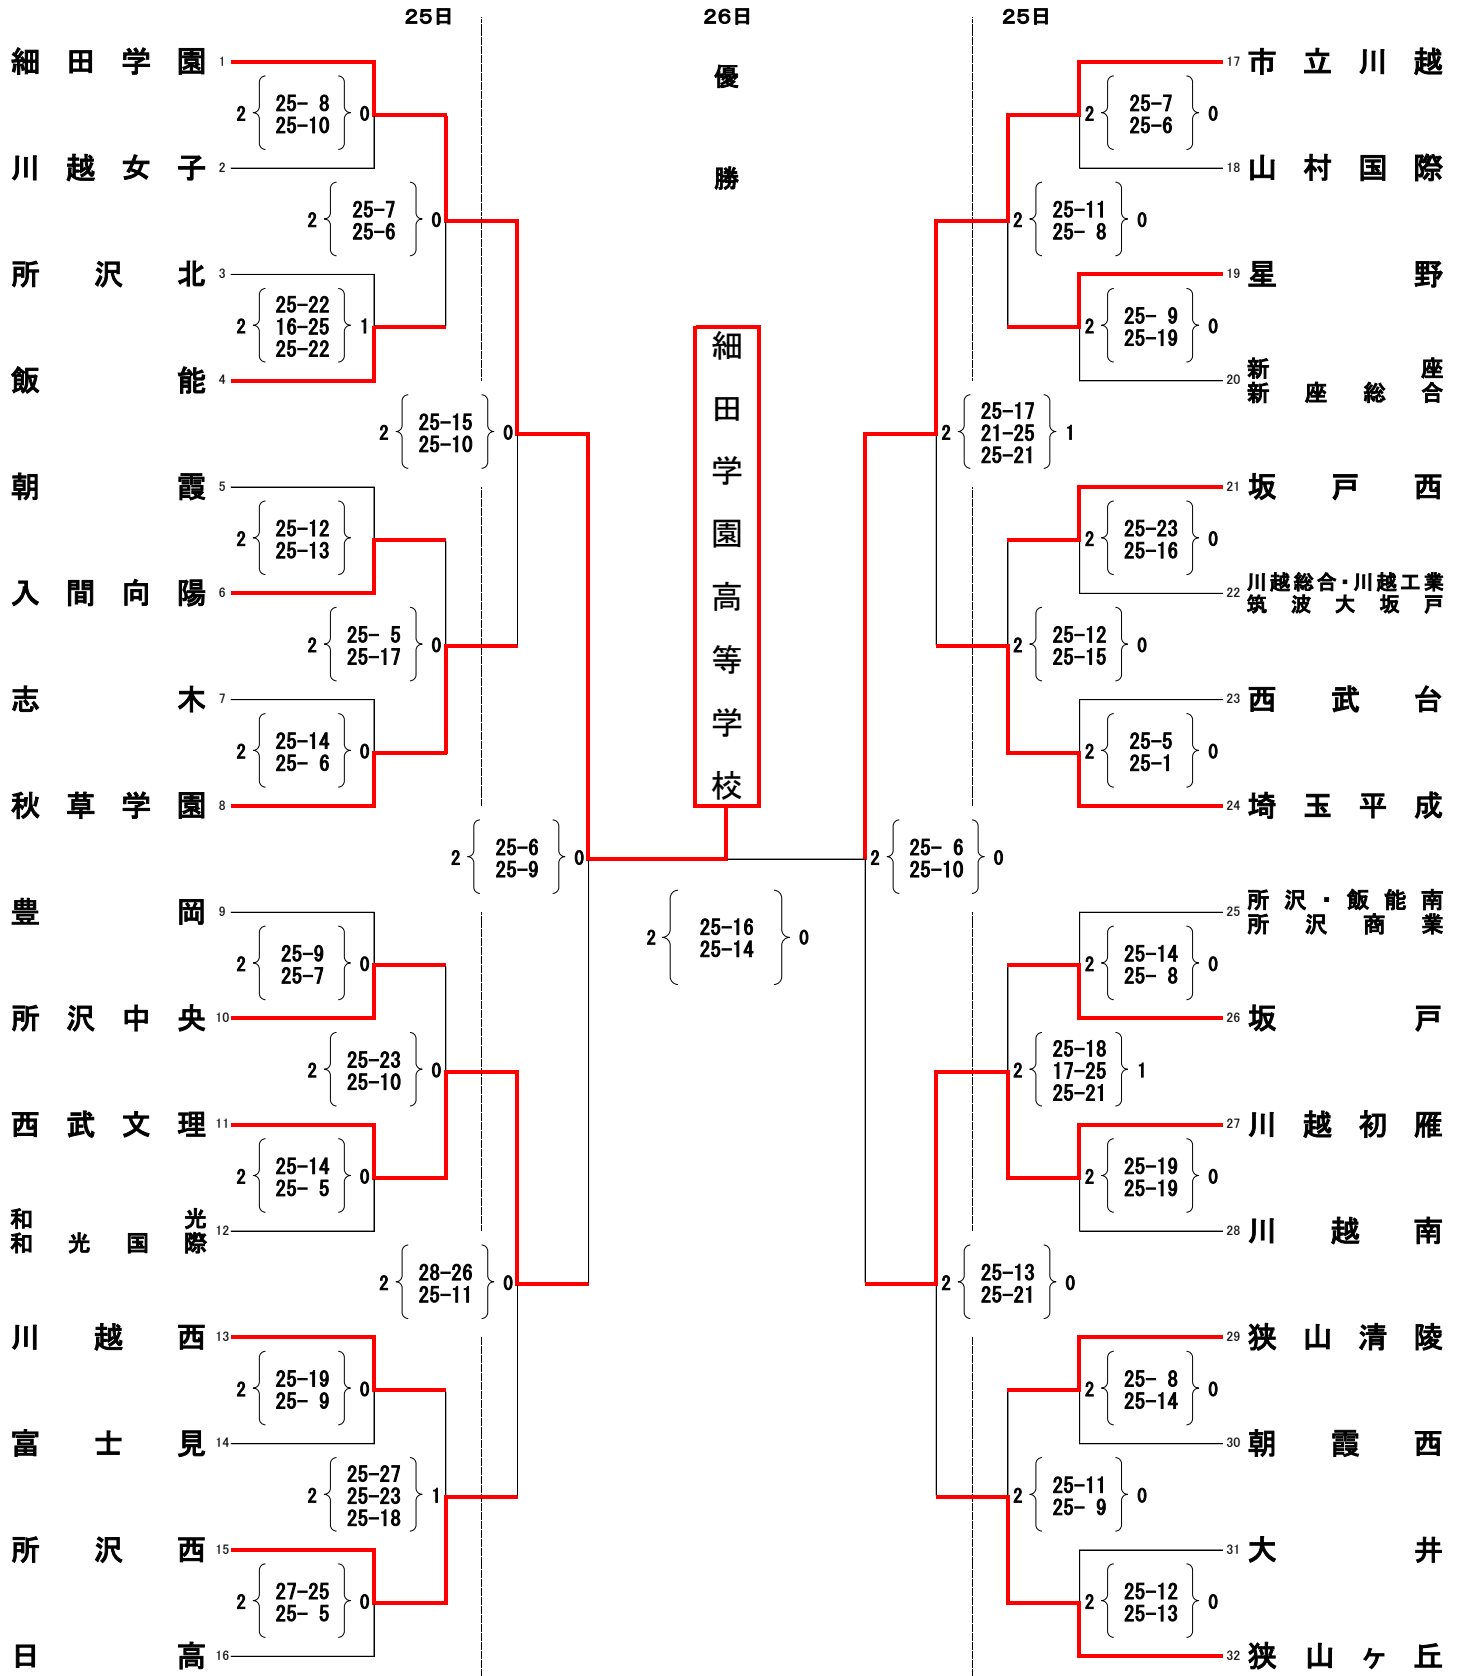 25日
26日
25日
優勝
細田学園高等学校
細田学園 1
2 25- 8 0
25-10
川越女子 2
2 25-7 0
25-6
所沢北 3
25-22
2 16-25 1
25-22
飯能 4
2 25-15 0
25-10
朝霞 5
2 25-12
25-13
入間向陽 6
2 25- 5 0
25-17
志木 7
2 25-14 0
25- 6
秋草学園 8
2 25-6 0
25-9
豊岡 9
2 25-9 0
25-7
所沢中央 10
2 25-23 0
25-10
西武文理 11
2 25-14 0
25- 5
和光
和光国際 12
2 28-26 0
25-11
川越西 13
2 25-19 0
25- 9
富士見 14
25-27
2 25-23 1
25-18
所沢西 15
2 27-25 0
25- 5
日高 16
2 25-16 0
25-14
17 市立川越
2 25-7 0
25-6
18 山村国際
2 25-11 0
25- 8
19 星野
2 25- 9 0
25-19
20 新座
新座総合
25-17
2 21-25 1
25-21
21 坂戸西
2 25-23 0
25-16
22 川越総合・川越工業
筑波大坂戸
2 25-12 0
25-15
23 西武台
2 25-5 0
25-1
24 埼玉平成
2 25- 6 0
25-10
25 所沢・飯能南
所沢商業
2 25-14 0
25- 8
26 坂戸
25-18
2 17-25 1
25-21
27 川越初雁
2 25-19 0
25-19
28 川越南
2 25-13 0
25-21
29 狭山清陵
2 25- 8 0
25-14
30 朝霞西
2 25-11 0
25- 9
31 大井
2 25-12 0
25-13
32 狭山ヶ丘